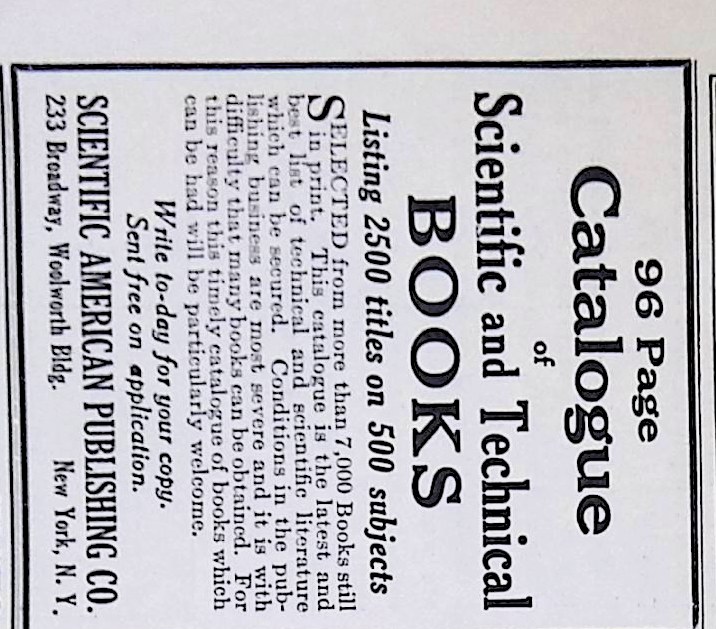 96 Page
Catalogue
of
Scientific and Technical
BOOKS
Listing 2500 titles on 500 subjects
SELECTED from more than 7,000 Books still
in print. This catalogue is the latest and
best list of technical and scientific literature
which can be secured. Conditions in the pub-
lishing business are most severe and it is with
difficulty that many books can be obtained. For
this reason this timely catalogue of books which
can be had will be particularly welcome.
Write to-day for your copy.
Sent free on application.
SCIENTIFIC AMERICAN PUBLISHING CO.
233 Broadway, Woolworth Bldg. New York, N. Y.